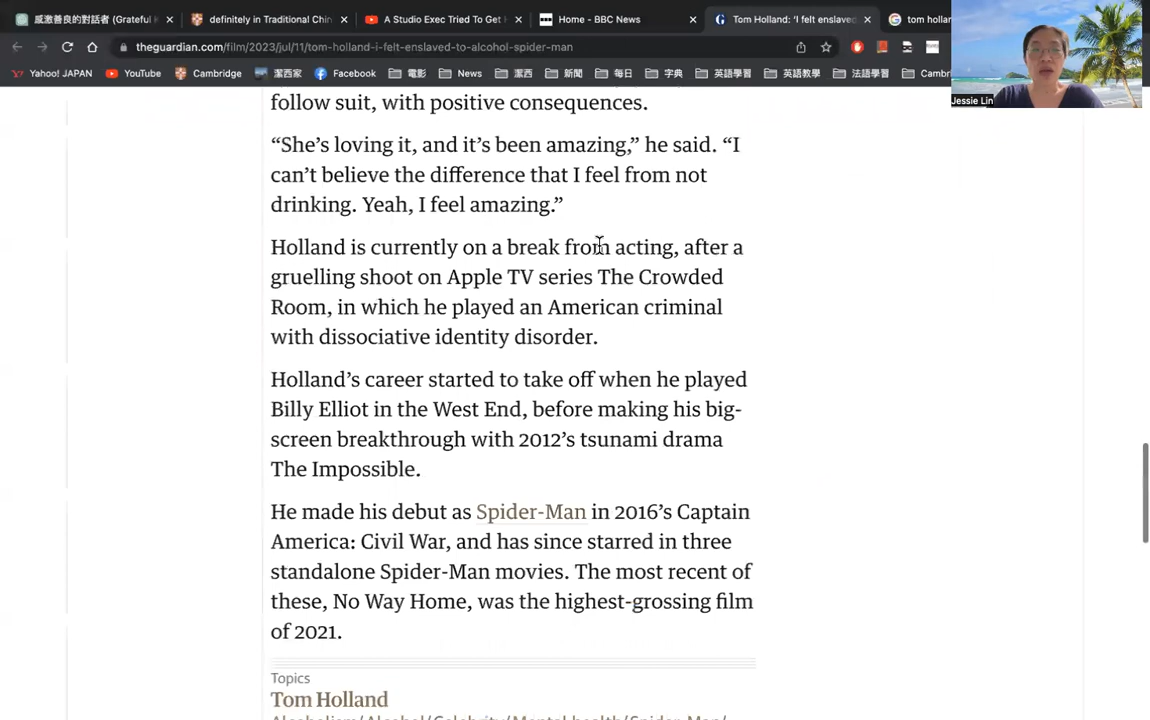 感激善良的對話者 (Grateful
definitely in Traditional Chin
A Studio Exec Tried To Get
Home - BBC News
Tom Holland: 'I felt enslaved
tom hollan
theguardian.com/film/2023/jul/11/tom-holland-i-felt-enslaved-to-alcohol-spider-man
Yahoo! JAPAN
YouTube
Cambridge
潔西家
Facebook
電影
News
潔西
新聞
每日
字典
英語學習
英語教學
法語學習
Cambr
Jessie Lin
follow suit, with positive consequences.
“She’s loving it, and it’s been amazing,” he said. “I
can’t believe the difference that I feel from not
drinking. Yeah, I feel amazing.”
Holland is currently on a break from acting, after a
gruelling shoot on Apple TV series The Crowded
Room, in which he played an American criminal
with dissociative identity disorder.
Holland’s career started to take off when he played
Billy Elliot in the West End, before making his big-
screen breakthrough with 2012’s tsunami drama
The Impossible.
He made his debut as Spider-Man in 2016’s Captain
America: Civil War, and has since starred in three
standalone Spider-Man movies. The most recent of
these, No Way Home, was the highest-grossing film
of 2021.
Topics
Tom Holland
Alcoholism/Alcohol/Celebrity/Mental health/Spider-Man/